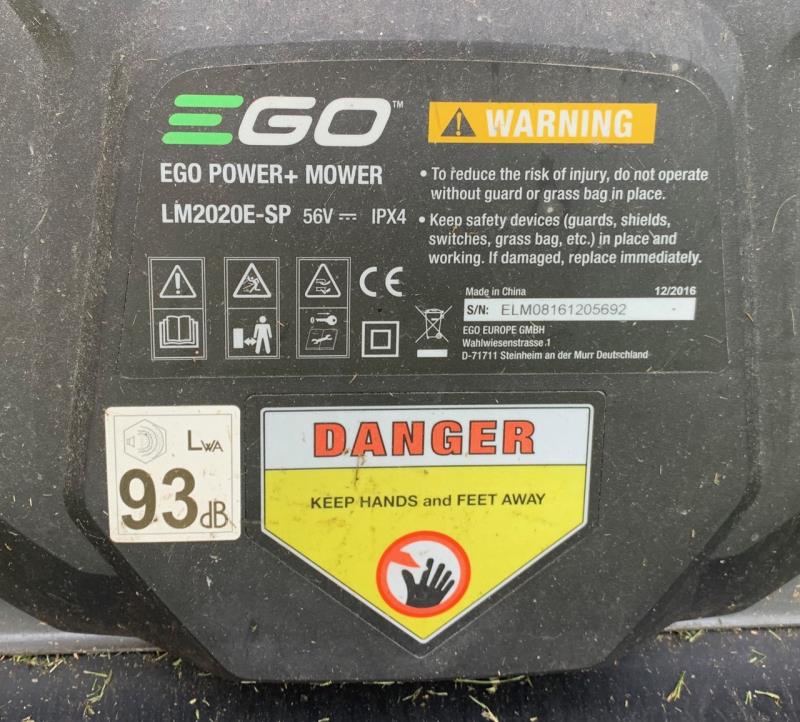 EGO™
EGO POWER+ MOWER
LM2020E-SP 56V IPX4
WARNING
• To reduce the risk of injury, do not operate
without guard or grass bag in place.
• Keep safety devices (guards, shields,
switches, grass bag, etc.) in place and
working. If damaged, replace immediately.
CE
Made in China 12/2016
S/N: ELM08161205692
EGO EUROPE GMBH
Wahlwiesenstrasse 1
D-71711 Steinheim an der Murr Deutschland
LWA
93dB
DANGER
KEEP HANDS and FEET AWAY